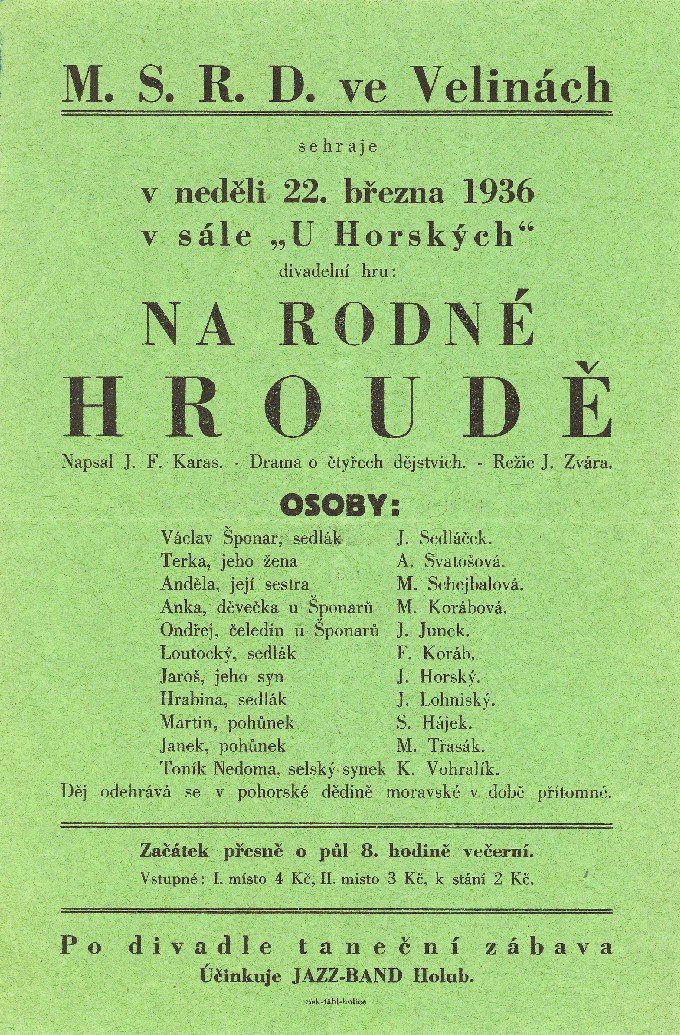 M. S. R. D. ve Velinách
sehraje
v neděli 22. března 1936
v sále „U Horských“
divadelní hru:
NA RODNÉ
HROUDĚ
Napsal J. F. Karas. - Drama o čtyřech dějstvích. - Režie J. Zvára.
OSOBY:
Václav Šponar, sedlák J. Sedláček.
Terka, jeho žena A. Svatošová.
Anděla, její sestra M. Schejbalová.
Anka, děvečka u Šponarů M. Korábová.
Ondřej, čeledín u Šponarů J. Junek.
Loutocký, sedlák F. Koráb.
Jaroš, jeho syn J. Horský.
Hrabina, sedlák J. Lohniský.
Martin, pohůnek S. Hájek.
Janek, pohůnek M. Trasák.
Toník Nedoma, selský synek K. Vohralík.
Děj odehrává se v pohorské dědině moravské v době přítomné.
Začátek přesně o půl 8. hodině večerní.
Vstupné: I. místo 4 Kč, II. místo 3 Kč, k stání 2 Kč.
Po divadle taneční zábava
Účinkuje JAZZ-BAND Holub.